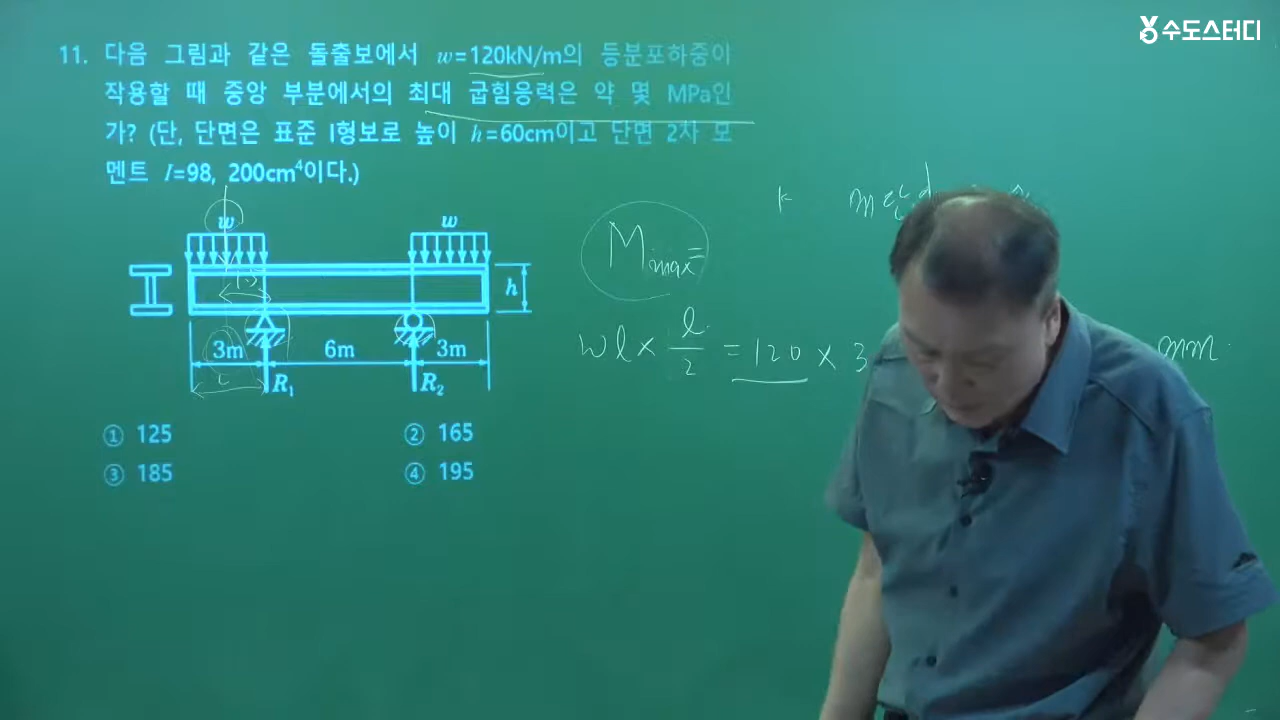 수도스터디
11. 다음 그림과 같은 돌출보에서 w=120kN/m의 등분포하중이
작용할 때 중앙 부분에서의 최대 굽힘응력은 약 몇 MPa인
가? (단, 단면은 표준 I형보로 높이 h=60cm이고 단면 2차 모
멘트 I=98, 200cm⁴이다.)
w w
h
3m 6m 3m
R₁ R₂
① 125 ② 165
③ 185 ④ 195
M max=
wl× l/2 = 120 × 3
mm